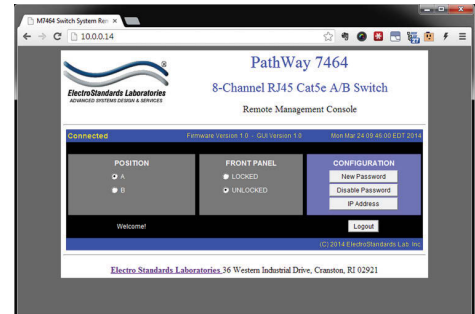 M7464 Switch System Rem
10.0.0.14
ElectroStandards Laboratories
ADVANCED SYSTEMS DESIGN & SERVICES
®
PathWay 7464
8-Channel RJ45 Cat5e A/B Switch
Remote Management Console
Connected Firmware Version 1.0 - GUI Version 1.0 Mon Mar 24 09:46:00 EDT 2014
POSITION
A
B
FRONT PANEL
LOCKED
UNLOCKED
CONFIGURATION
New Password
Disable Password
IP Address
Welcome!
Logout
(C) 2014 ElectroStandards Lab. Inc
Electro Standards Laboratories 36 Western Industrial Drive, Cranston, RI 02921